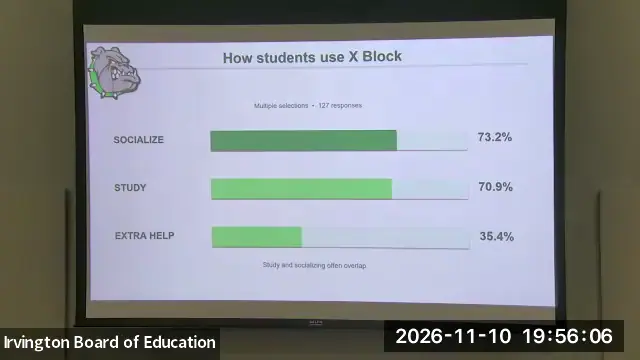 How students use X Block
Multiple selections • 127 responses
SOCIALIZE 73.2%
STUDY 70.9%
EXTRA HELP 35.4%
Study and socializing often overlap.
Irvington Board of Education
2026-11-10 19:56:06